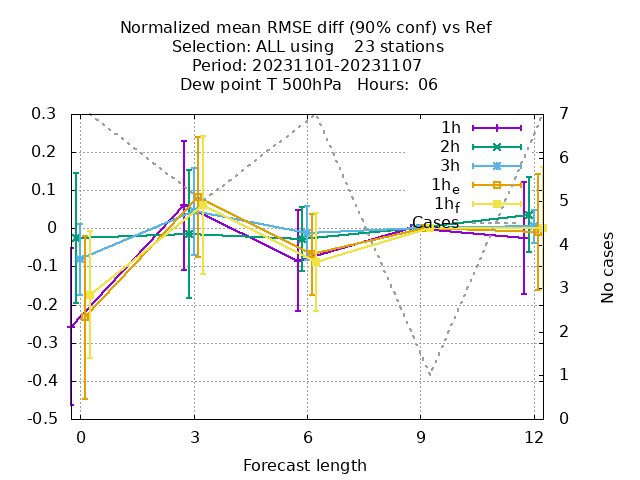 Normalized mean RMSE diff (90% conf) vs Ref
Selection: ALL using    23 stations
Period: 20231101-20231107
Dew point T 500hPa   Hours:  06
0.3
0.2
0.1
0
-0.1
-0.2
-0.3
-0.4
-0.5
7
6
5
4
3
2
1
0
1h
2h
3h
1he
1hf
Cases
No cases
0
3
6
9
12
Forecast length